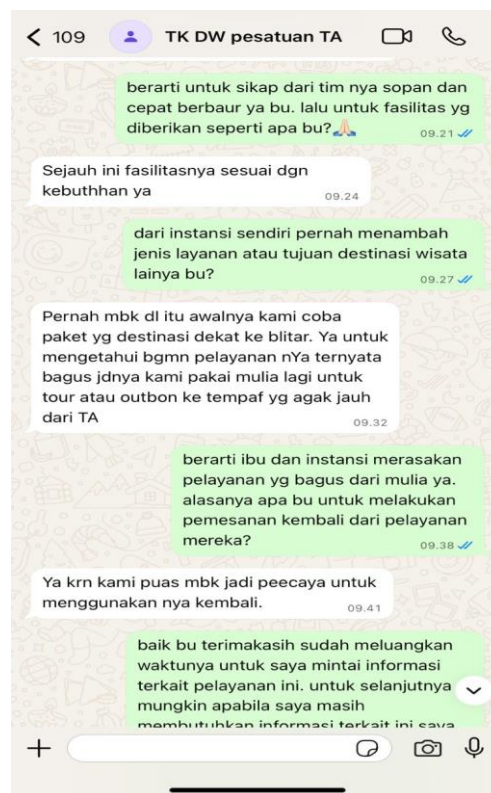 109 TK DW pesatuan TA
berarti untuk sikap dari tim nya sopan dan
cepat berbaur ya bu. lalu untuk fasilitas yg
diberikan seperti apa bu?🙏🏻
09.21
Sejauh ini fasilitasnya sesuai dgn
kebuthhan ya
09.24
dari instansi sendiri pernah menambah
jenis layanan atau tujuan destinasi wisata
lainya bu?
09.27
Pernah mbk dl itu awalnya kami coba
paket yg destinasi dekat ke blitar. Ya untuk
mengetahui bgmn pelayanan nYa ternyata
bagus jdnya kami pakai mulia lagi untuk
tour atau outbon ke tempaf yg agak jauh
dari TA
09.32
berarti ibu dan instansi merasakan
pelayanan yg bagus dari mulia ya.
alasanya apa bu untuk melakukan
pemesanan kembali dari pelayanan
mereka?
09.38
Ya krn kami puas mbk jadi peecaya untuk
menggunakan nya kembali.
09.41
baik bu terimakasih sudah meluangkan
waktunya untuk saya mintai informasi
terkait pelayanan ini. untuk selanjutnya
mungkin apabila saya masih
membutuhkan informasi terkait ini saya